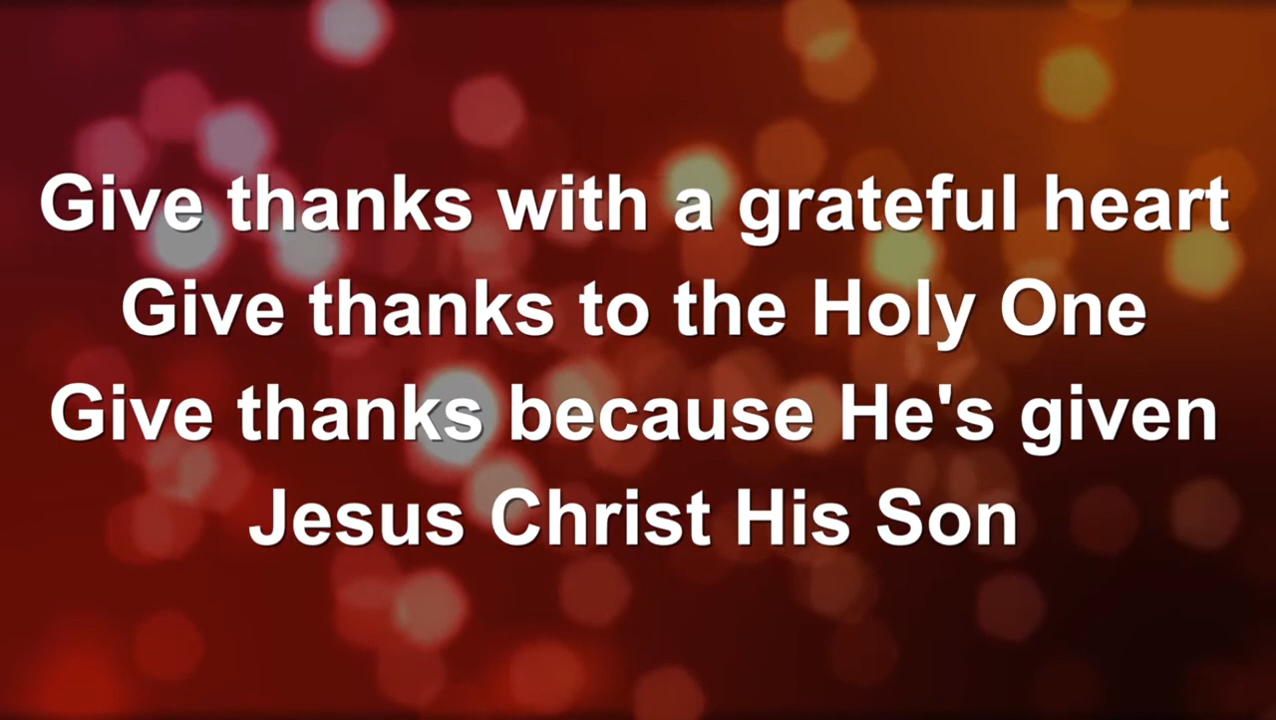 Give thanks with a grateful heart
Give thanks to the Holy One
Give thanks because He's given
Jesus Christ His Son